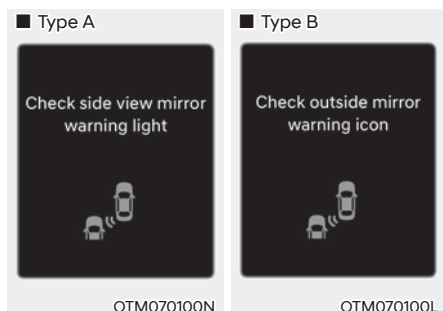 ■ Type A
Check side view mirror
warning light
OTM070100N
■ Type B
Check outside mirror
warning icon
OTM070100L